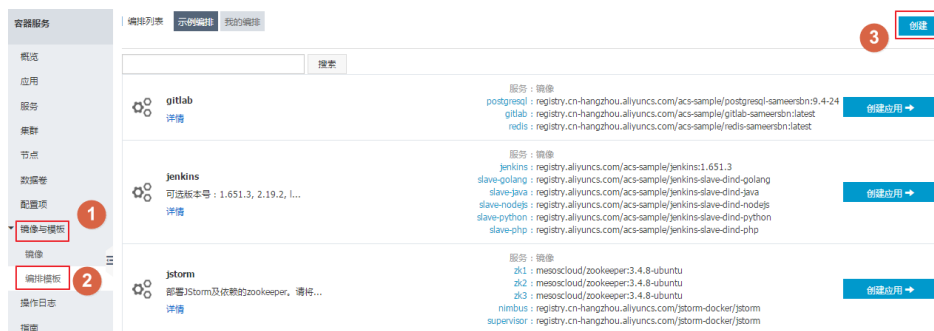 容器服务
概览
应用
服务
集群
节点
数据卷
配置项
镜像与模板
1
镜像
编排模板
2
操作日志
指南
编排列表 示例编排 我的编排
3
创建
搜索
gitlab
详情
服务:镜像
postgresql : registry.cn-hangzhou.aliyuncs.com/acs-sample/postgresql-sameersbn:9.4-24
gitlab : registry.cn-hangzhou.aliyuncs.com/acs-sample/gitlab-sameersbn:latest
redis : registry.cn-hangzhou.aliyuncs.com/acs-sample/redis-sameersbn:latest
创建应用
jenkins
可选版本号:1.651.3, 2.19.2, l...
详情
服务:镜像
jenkins : registry.aliyuncs.com/acs-sample/jenkins:1.651.3
slave-golang : registry.aliyuncs.com/acs-sample/jenkins-slave-dind-golang
slave-java : registry.aliyuncs.com/acs-sample/jenkins-slave-dind-java
slave-nodejs : registry.aliyuncs.com/acs-sample/jenkins-slave-dind-nodejs
slave-python : registry.aliyuncs.com/acs-sample/jenkins-slave-dind-python
slave-php : registry.aliyuncs.com/acs-sample/jenkins-slave-dind-php
创建应用
jstorm
部署JStorm及依赖的zookeeper。请将...
详情
服务:镜像
zk1 : mesoscloud/zookeeper:3.4.8-ubuntu
zk2 : mesoscloud/zookeeper:3.4.8-ubuntu
zk3 : mesoscloud/zookeeper:3.4.8-ubuntu
nimbus : registry.cn-hangzhou.aliyuncs.com/jstorm-docker/jstorm
supervisor : registry.cn-hangzhou.aliyuncs.com/jstorm-docker/jstorm
创建应用